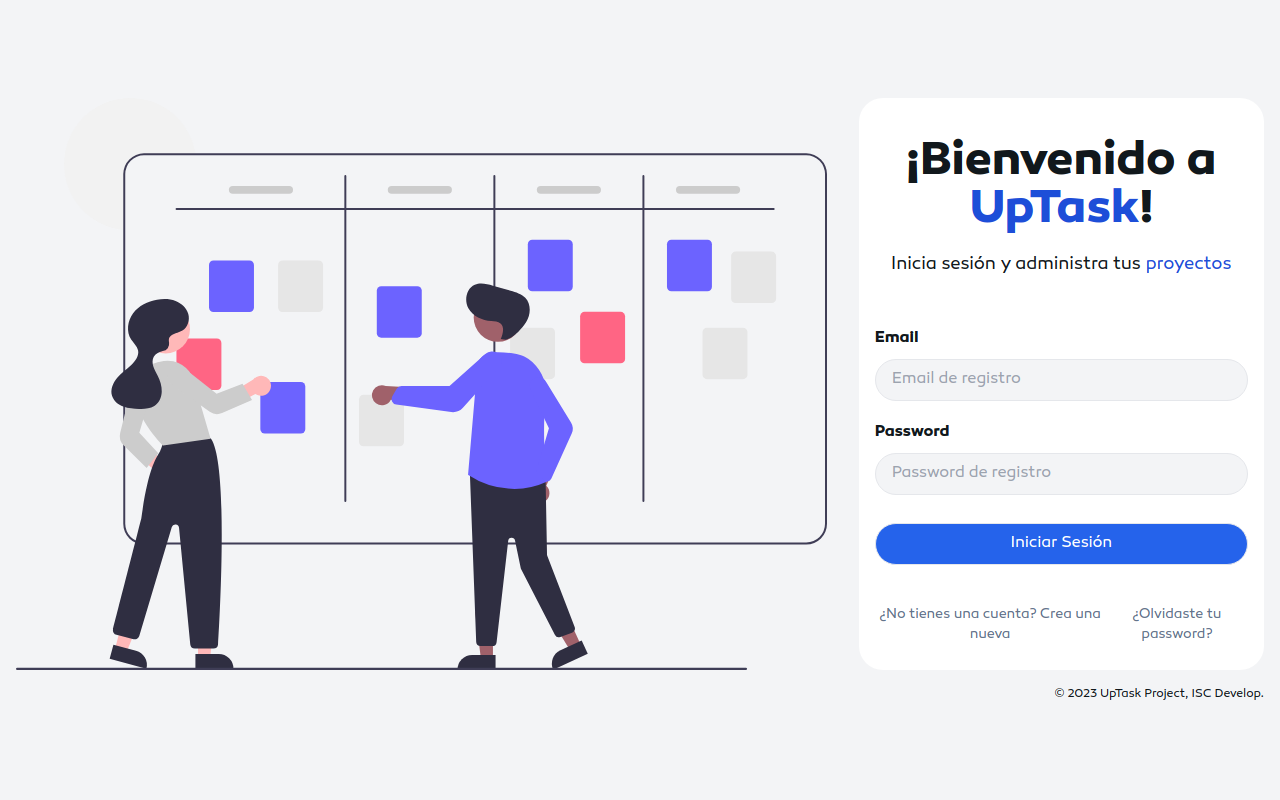 ¡Bienvenido a
UpTask!
Inicia sesión y administra tus proyectos
Email
Email de registro
Password
Password de registro
Iniciar Sesión
¿No tienes una cuenta? Crea una
nueva
¿Olvidaste tu
password?
© 2023 UpTask Project, ISC Develop.